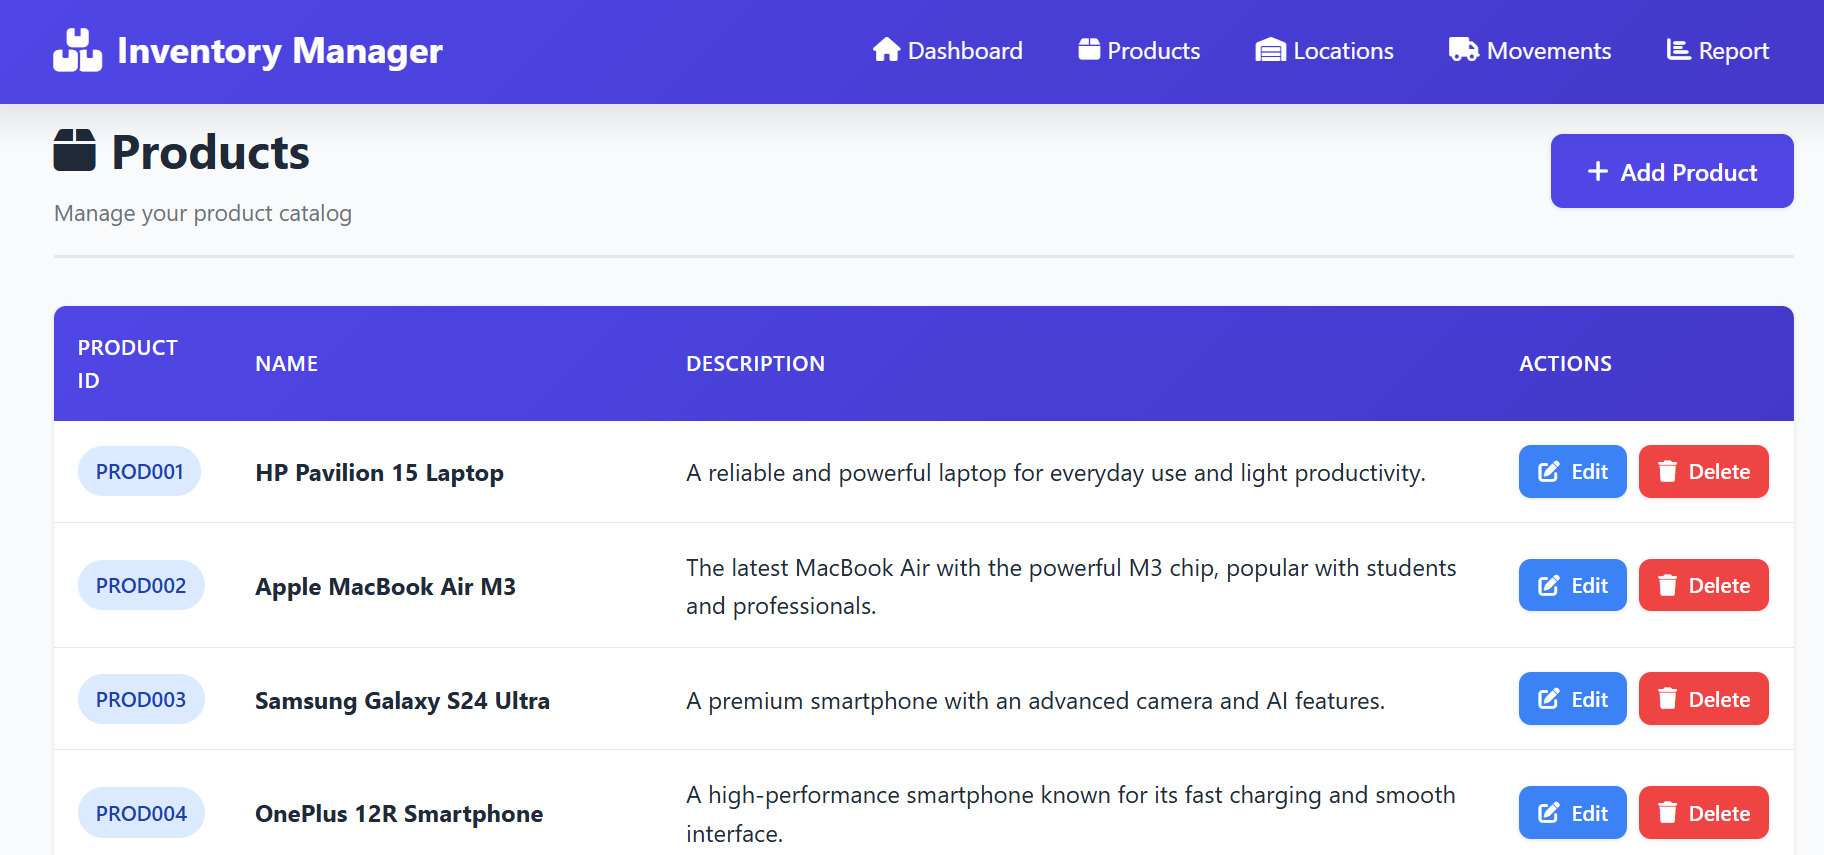 Inventory Manager
Dashboard
Products
Locations
Movements
Report
Products
Manage your product catalog
+ Add Product
PRODUCT
ID
NAME
DESCRIPTION
ACTIONS
PROD001
HP Pavilion 15 Laptop
A reliable and powerful laptop for everyday use and light productivity.
Edit
Delete
PROD002
Apple MacBook Air M3
The latest MacBook Air with the powerful M3 chip, popular with students
and professionals.
Edit
Delete
PROD003
Samsung Galaxy S24 Ultra
A premium smartphone with an advanced camera and AI features.
Edit
Delete
PROD004
OnePlus 12R Smartphone
A high-performance smartphone known for its fast charging and smooth
interface.
Edit
Delete